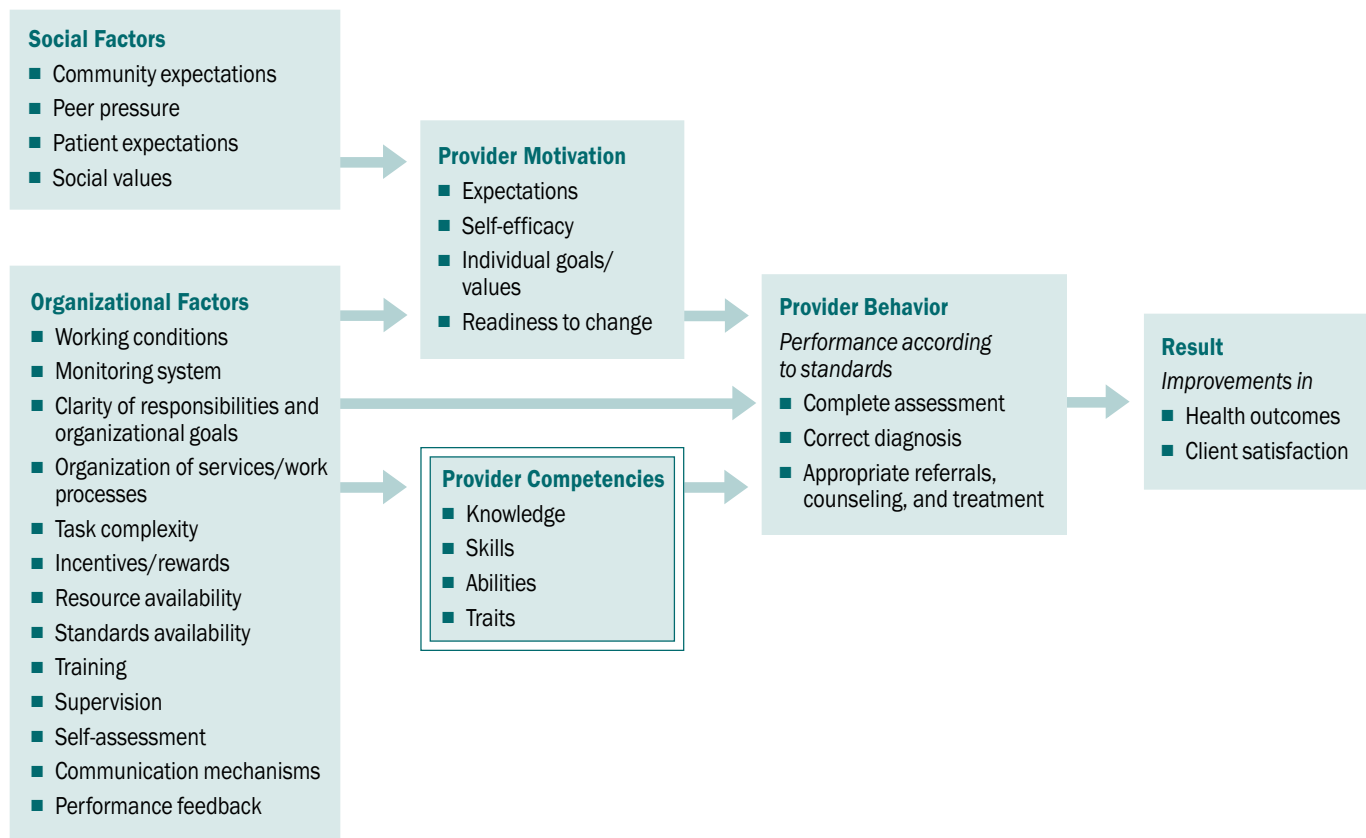 Social Factors
■ Community expectations
■ Peer pressure
■ Patient expectations
■ Social values
Organizational Factors
■ Working conditions
■ Monitoring system
■ Clarity of responsibilities and
organizational goals
■ Organization of services/work
processes
■ Task complexity
■ Incentives/rewards
■ Resource availability
■ Standards availability
■ Training
■ Supervision
■ Self-assessment
■ Communication mechanisms
■ Performance feedback
Provider Motivation
■ Expectations
■ Self-efficacy
■ Individual goals/
values
■ Readiness to change
Provider Competencies
■ Knowledge
■ Skills
■ Abilities
■ Traits
Provider Behavior
Performance according
to standards
■ Complete assessment
■ Correct diagnosis
■ Appropriate referrals,
counseling, and treatment
Result
Improvements in
■ Health outcomes
■ Client satisfaction